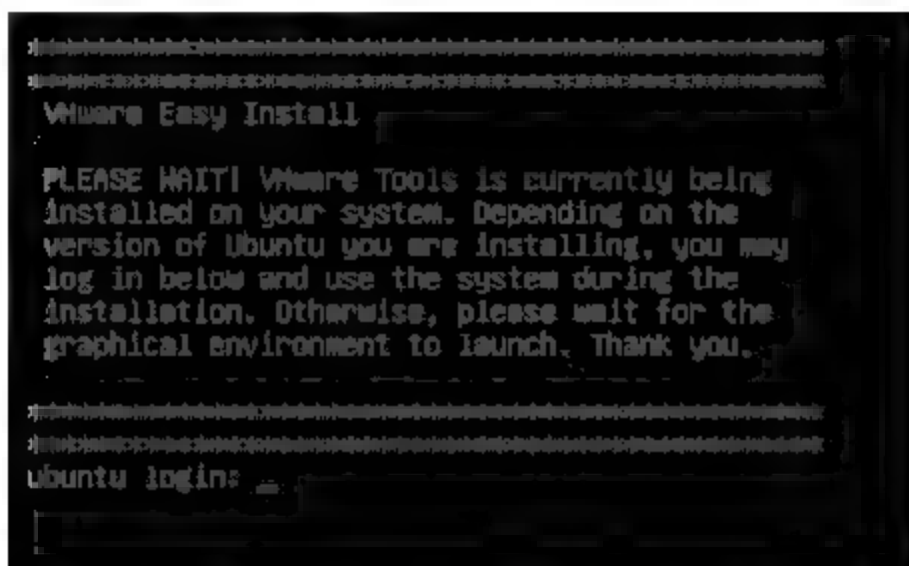 ****************************************************************
****************************************************************
VMware Easy Install

PLEASE WAIT! VMware Tools is currently being
installed on your system. Depending on the
version of Ubuntu you are installing, you may
log in below and use the system during the
installation. Otherwise, please wait for the
graphical environment to launch. Thank you.

****************************************************************
****************************************************************
ubuntu login: _